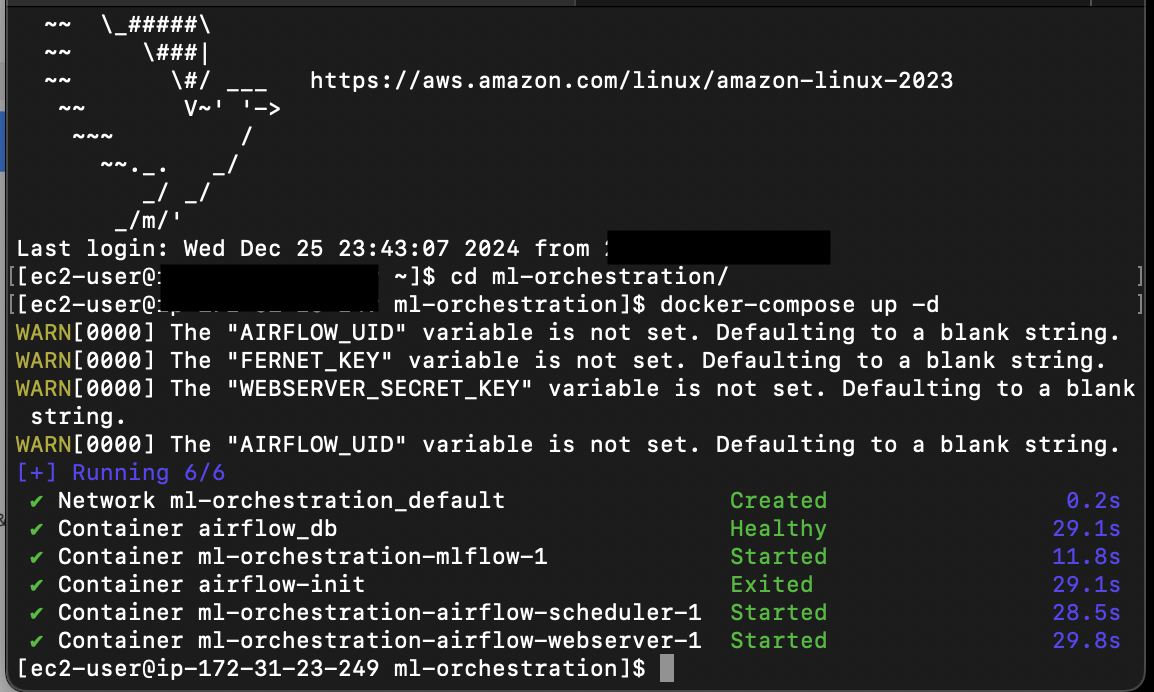 ~~  \_#####\
~~     \###|
~~       \#/ ___   https://aws.amazon.com/linux/amazon-linux-2023
~~       V~' '->
~~~         /
~~._.   _/
_/ _/
_/m/'
Last login: Wed Dec 25 23:43:07 2024 from
[[ec2-user@i ~]$ cd ml-orchestration/ ]
[[ec2-user@ip-172-31-23-249 ml-orchestration]$ docker-compose up -d ]
WARN[0000] The "AIRFLOW_UID" variable is not set. Defaulting to a blank string.
WARN[0000] The "FERNET_KEY" variable is not set. Defaulting to a blank string.
WARN[0000] The "WEBSERVER_SECRET_KEY" variable is not set. Defaulting to a blank
string.
WARN[0000] The "AIRFLOW_UID" variable is not set. Defaulting to a blank string.
[+] Running 6/6
✔ Network ml-orchestration_default Created 0.2s
✔ Container airflow_db Healthy 29.1s
✔ Container ml-orchestration-mlflow-1 Started 11.8s
✔ Container airflow-init Exited 29.1s
✔ Container ml-orchestration-airflow-scheduler-1 Started 28.5s
✔ Container ml-orchestration-airflow-webserver-1 Started 29.8s
[ec2-user@ip-172-31-23-249 ml-orchestration]$